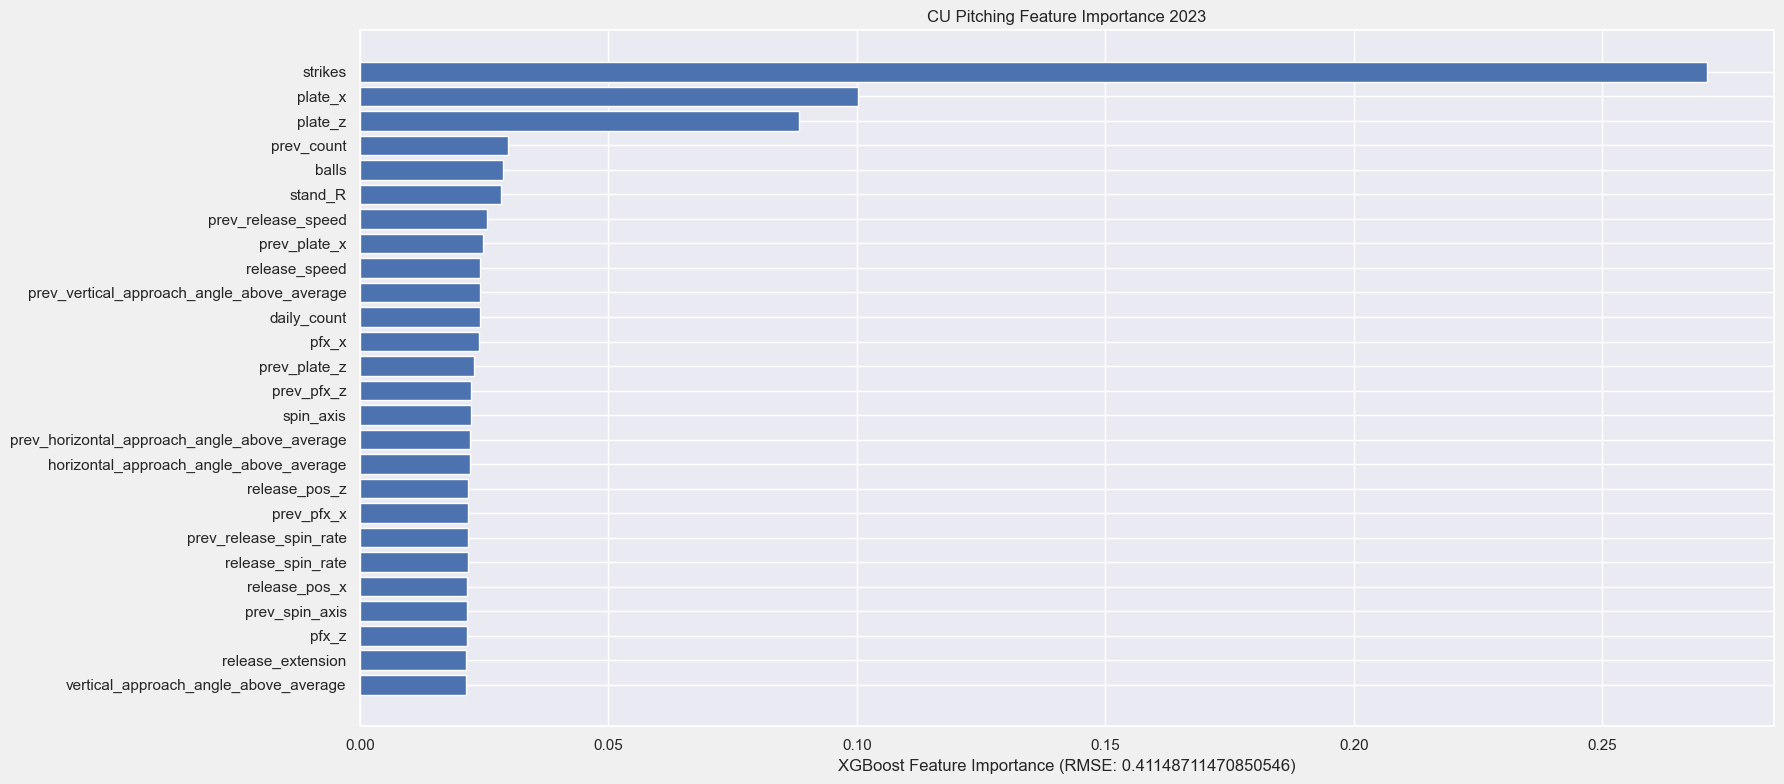 CU Pitching Feature Importance 2023
strikes
plate_x
plate_z
prev_count
balls
stand_R
prev_release_speed
prev_plate_x
release_speed
prev_vertical_approach_angle_above_average
daily_count
pfx_x
prev_plate_z
prev_pfx_z
spin_axis
prev_horizontal_approach_angle_above_average
horizontal_approach_angle_above_average
release_pos_z
prev_pfx_x
prev_release_spin_rate
release_spin_rate
release_pos_x
prev_spin_axis
pfx_z
release_extension
vertical_approach_angle_above_average
0.00 0.05 0.10 0.15 0.20 0.25
XGBoost Feature Importance (RMSE: 0.41148711470850546)